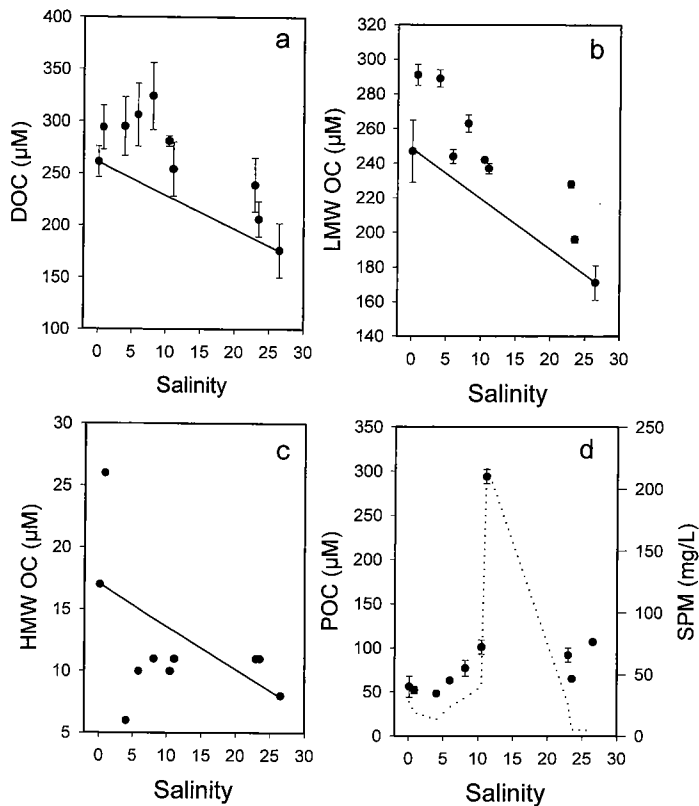 a
400
350
300
250
200
150
100
DOC (µM)
0 5 10 15 20 25 30
Salinity
b
320
300
280
260
240
220
200
180
160
140
LMW OC (µM)
0 5 10 15 20 25 30
Salinity
c
30
25
20
15
10
5
HMW OC (µM)
0 5 10 15 20 25 30
Salinity
d
350
300
250
200
150
100
50
0
POC (µM)
250
200
150
100
50
0
SPM (mg/L)
0 5 10 15 20 25 30
Salinity